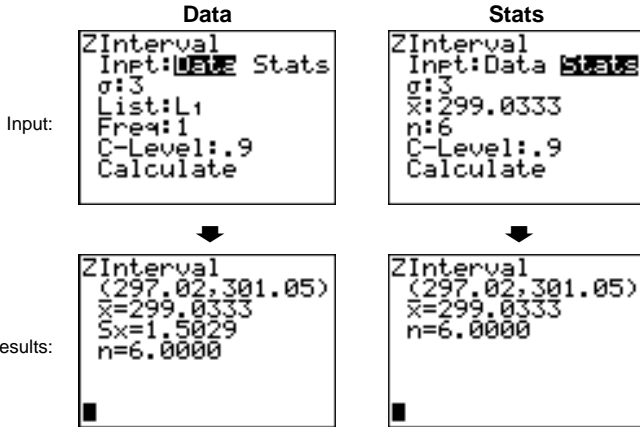 Data
Stats
Input:
ZInterval
Inpt:Data Stats
σ:3
List:L₁
Freq:1
C-Level:.9
Calculate
ZInterval
Inpt:Data Stats
σ:3
x̄:299.0333
n:6
C-Level:.9
Calculate
esults:
ZInterval
(297.02,301.05)
x̄=299.0333
Sx=1.5029
n=6.0000
ZInterval
(297.02,301.05)
x̄=299.0333
n=6.0000